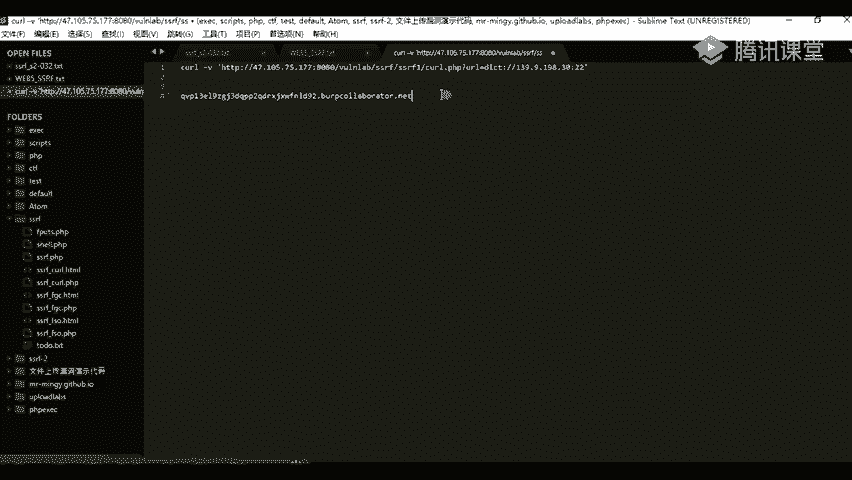 curl -v 'http://47.105.75.177:8080/vulnlab/ssrf/ss • (exec, scripts, php, ctf, test, default, Atom, ssrf, ssrf-2, 文件上传漏洞演示代码, mr-mingy.github.io, uploadlabs, phpexec) - Sublime Text (UNREGISTERED)
文件(F) 编辑(E) 选择(S) 查找(I) 视图(V) 跳转(G) 工具(T) 项目(P) 首选项(N) 帮助(H)
腾讯课堂
OPEN FILES
ssrf_s2-032.txt
WEB5_SSRF.txt
curl -v 'http://47.105.75.177:8080/vulnl
ssrf_s2-032.txt WEB5_SSRF.txt curl -v 'http://47.105.75.177:8080/vulnlab/ssrf/ss
1 curl -v 'http://47.105.75.177:8080/vulnlab/ssrf/ssrf1/curl.php?url=dict://139.9.198.30:22'
2
FOLDERS
exec
scripts
php
ctf
test
default
Atom
ssrf
fputs.php
shell.php
ssrf.php
ssrf_curl.html
ssrf_curl.php
ssrf_fgc.html
ssrf_fgc.php
ssrf_fso.html
ssrf_fso.php
todo.txt
ssrf-2
文件上传漏洞演示代码
mr-mingy.github.io
uploadlabs
phpexec